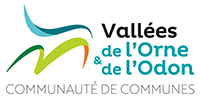 Vallées
de l'Orne
& de l'Odon
COMMUNAUTÉ DE COMMUNES